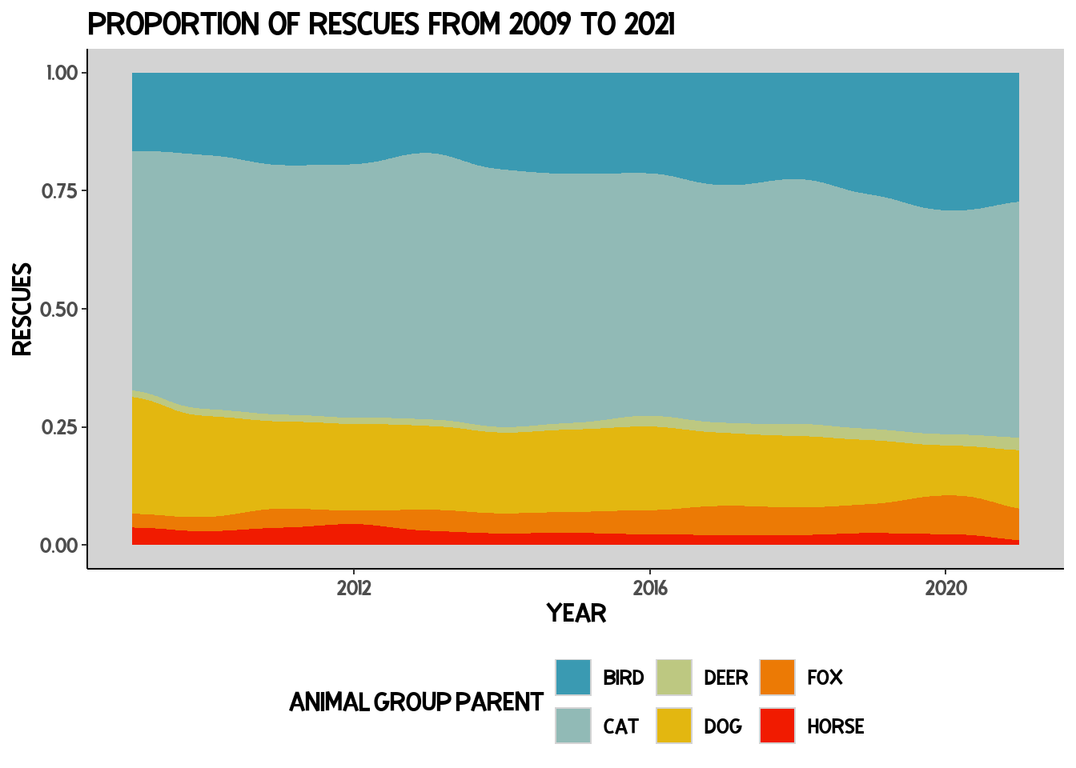 PROPORTION OF RESCUES FROM 2009 TO 2021
1.00
0.75
0.50
0.25
0.00
RESCUES
2012 2016 2020
YEAR
ANIMAL GROUP PARENT
BIRD DEER FOX
CAT DOG HORSE